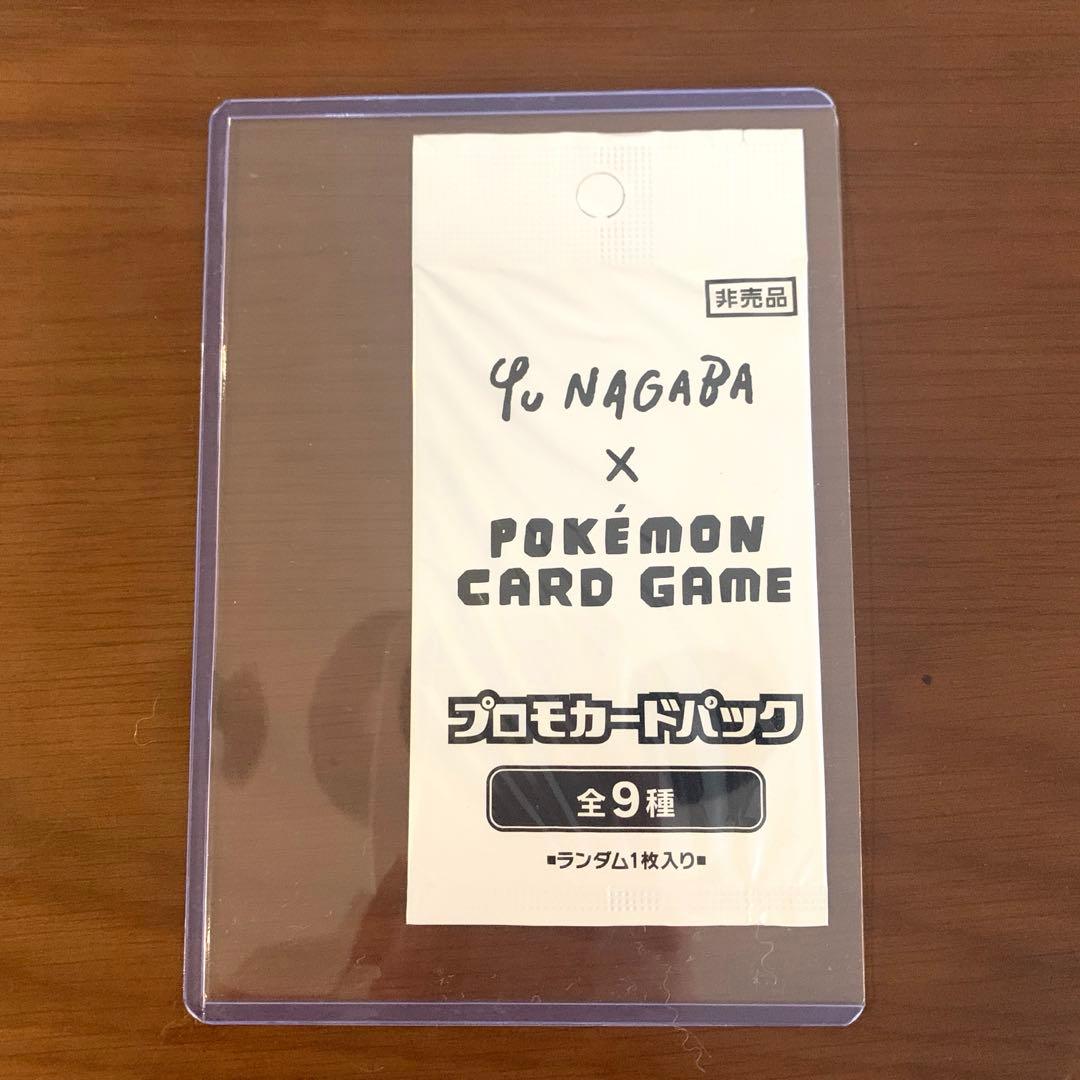 非売品
Yu NAGABA
×
POKÉMON
CARD GAME
プロモカードパック
全9種
■ランダム1枚入り■